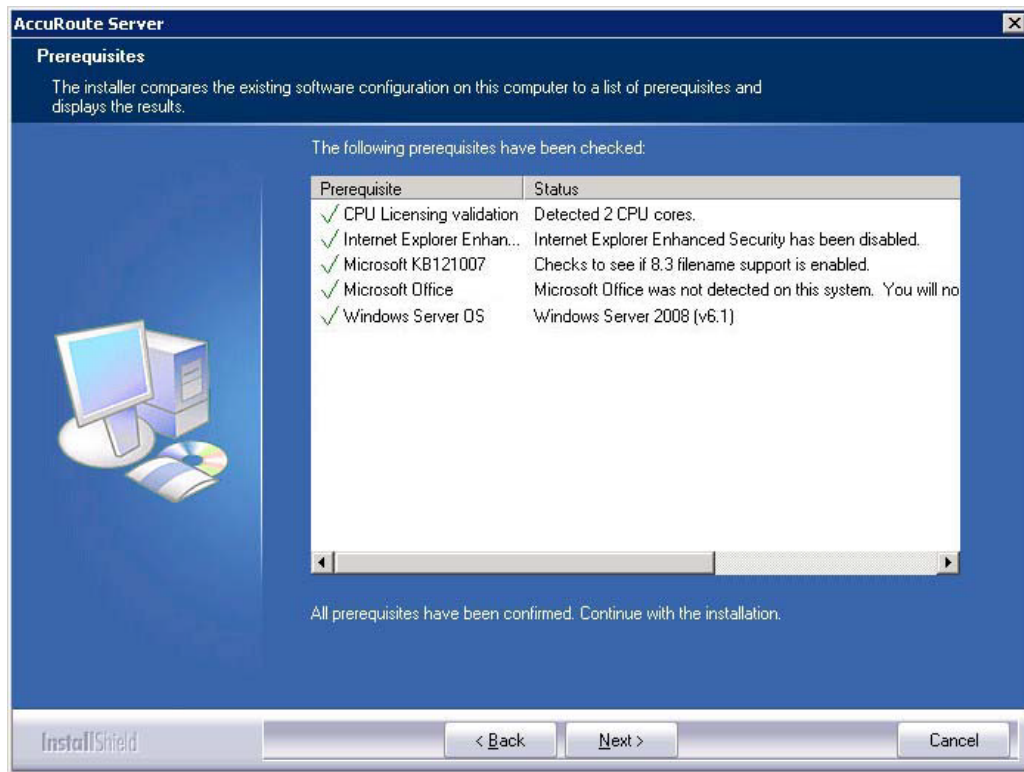 AccuRoute Server
Prerequisites
The installer compares the existing software configuration on this computer to a list of prerequisites and
displays the results.
The following prerequisites have been checked:
Prerequisite Status
CPU Licensing validation Detected 2 CPU cores.
Internet Explorer Enhan... Internet Explorer Enhanced Security has been disabled.
Microsoft KB121007 Checks to see if 8.3 filename support is enabled.
Microsoft Office Microsoft Office was not detected on this system. You will no
Windows Server OS Windows Server 2008 (v6.1)
All prerequisites have been confirmed. Continue with the installation.
InstallShield
< Back Next > Cancel